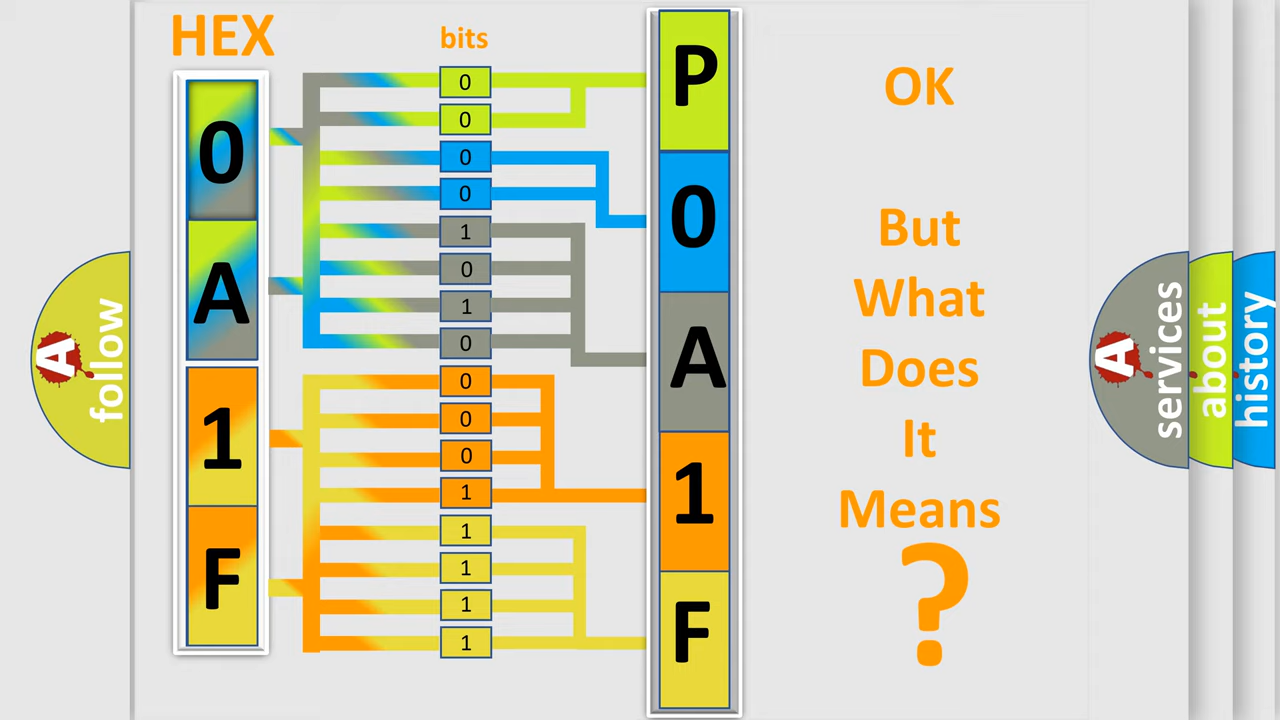 HEX
bits
0
A
1
F
0
0
0
0
1
0
1
0
0
0
0
1
1
1
1
1
P
0
A
1
F
OK
But
What
Does
It
Means
?
A
follow
A
services
about
history